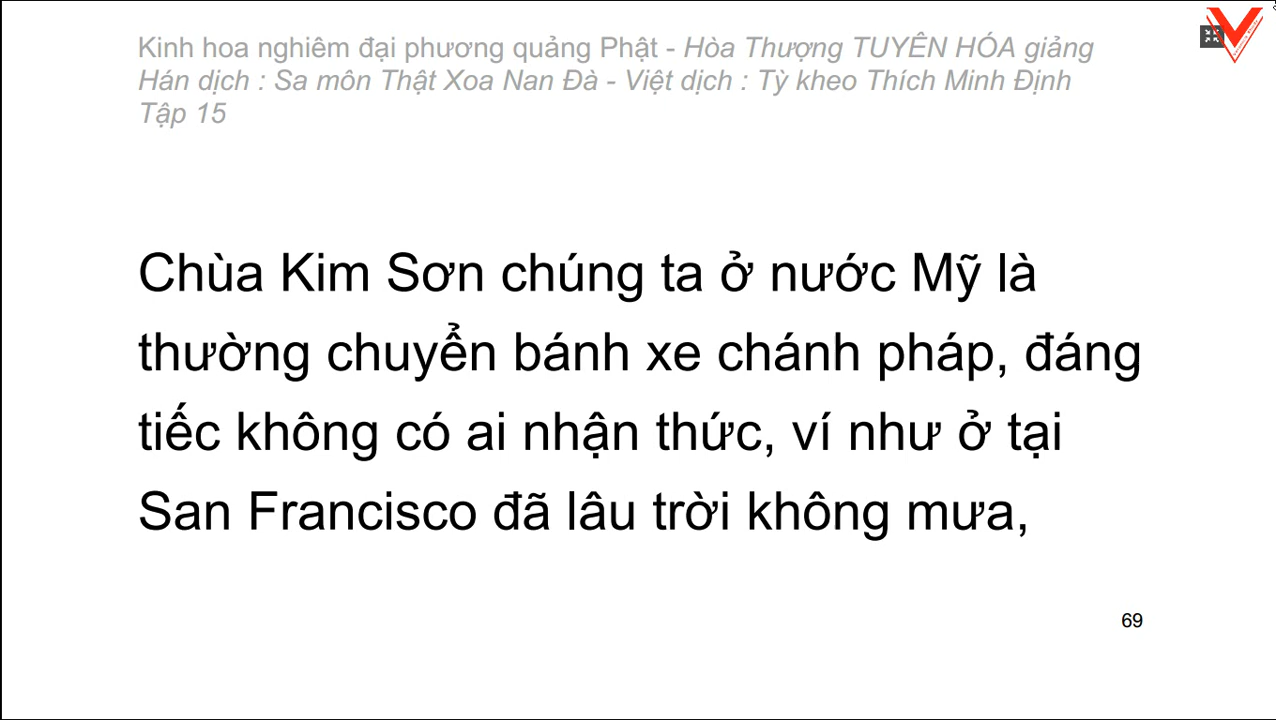 Kinh hoa nghiêm đại phương quảng Phật - Hòa Thượng TUYÊN HÓA giảng
Hán dịch : Sa môn Thật Xoa Nan Đà - Việt dịch : Tỳ kheo Thích Minh Định
Tập 15
Chùa Kim Sơn chúng ta ở nước Mỹ là
thường chuyển bánh xe chánh pháp, đáng
tiếc không có ai nhận thức, ví như ở tại
San Francisco đã lâu trời không mưa,
69